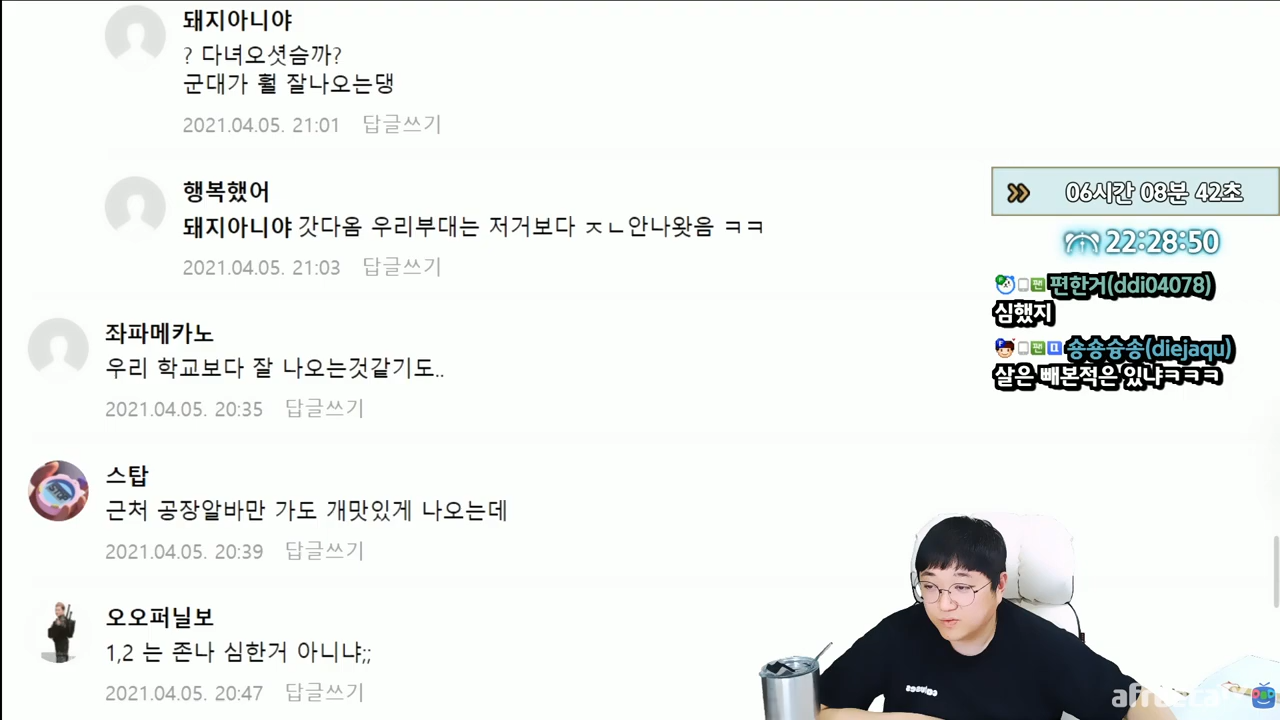 돼지아니야
? 다녀오셧슴까?
군대가 훨 잘나오는댕
2021.04.05. 21:01 답글쓰기
행복했어
돼지아니야 갓다옴 우리부대는 저거보다 ㅈㄴ안나왓음 ㅋㅋ
2021.04.05. 21:03 답글쓰기
좌파메카노
우리 학교보다 잘 나오는것같기도..
2021.04.05. 20:35 답글쓰기
스탑
근처 공장알바만 가도 개맛있게 나오는데
2021.04.05. 20:39 답글쓰기
오오퍼닐보
1,2 는 존나 심한거 아니냐;;
2021.04.05. 20:47 답글쓰기
06시간 08분 42초
22:28:50
팬 편한거(ddi04078)
심했지
팬 숑숑슝송(diejaqu)
살은 빼본적은 있냐ㅋㅋㅋ
STOP